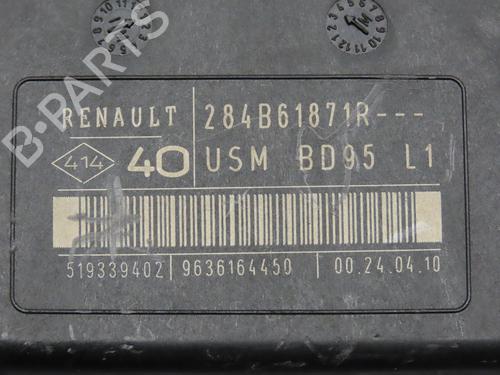 B-PARTS
RENAULT 284B61871R---
414 40 USM BD95 L1
519339402 9636164450 00.24.04.10